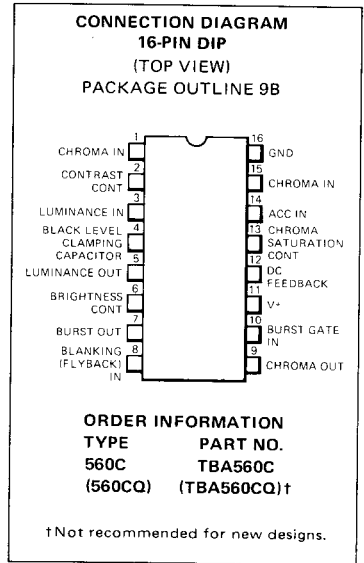 CONNECTION DIAGRAM
16-PIN DIP
(TOP VIEW)
PACKAGE OUTLINE 9B
1
CHROMA IN
2
CONTRAST
CONT
3
LUMINANCE IN
4
BLACK LEVEL
CLAMPING
CAPACITOR
5
LUMINANCE OUT
6
BRIGHTNESS
CONT
7
BURST OUT
8
BLANKING
(FLYBACK)
IN
16
GND
15
CHROMA IN
14
ACC IN
13
CHROMA
SATURATION
CONT
12
DC
FEEDBACK
11
V+
10
BURST GATE
IN
9
CHROMA OUT
ORDER INFORMATION
TYPE PART NO.
560C TBA560C
(560CQ) (TBA560CQ)†
†Not recommended for new designs.